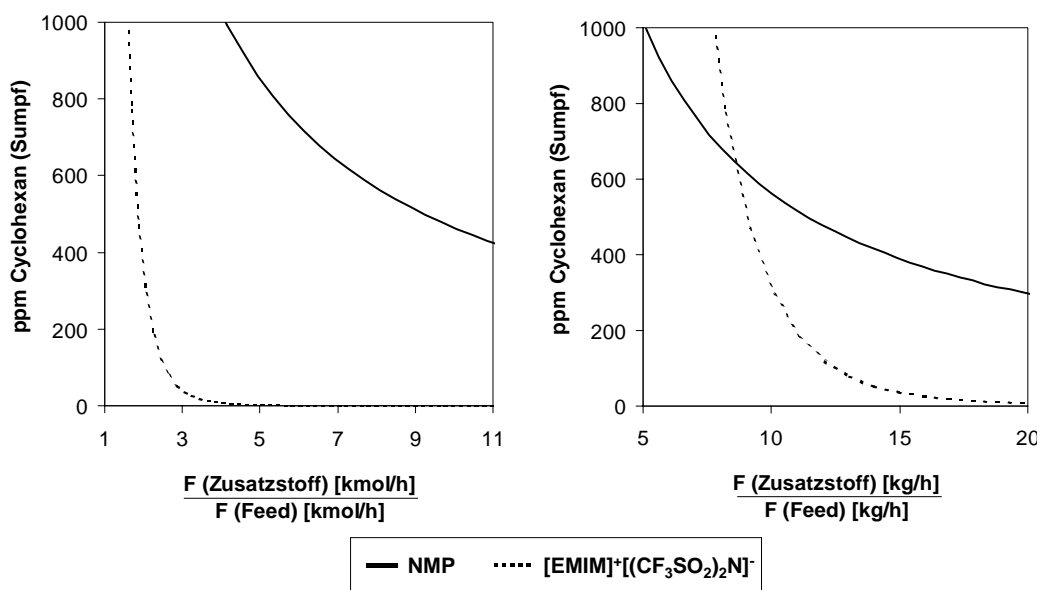 ppm Cyclohexan (Sumpf)
1000
800
600
400
200
0
1 3 5 7 9 11
F (Zusatzstoff) [kmol/h]
F (Feed) [kmol/h]
ppm Cyclohexan (Sumpf)
1000
800
600
400
200
0
5 10 15 20
F (Zusatzstoff) [kg/h]
F (Feed) [kg/h]
NMP [EMIM]⁺[(CF₃SO₂)₂N]⁻